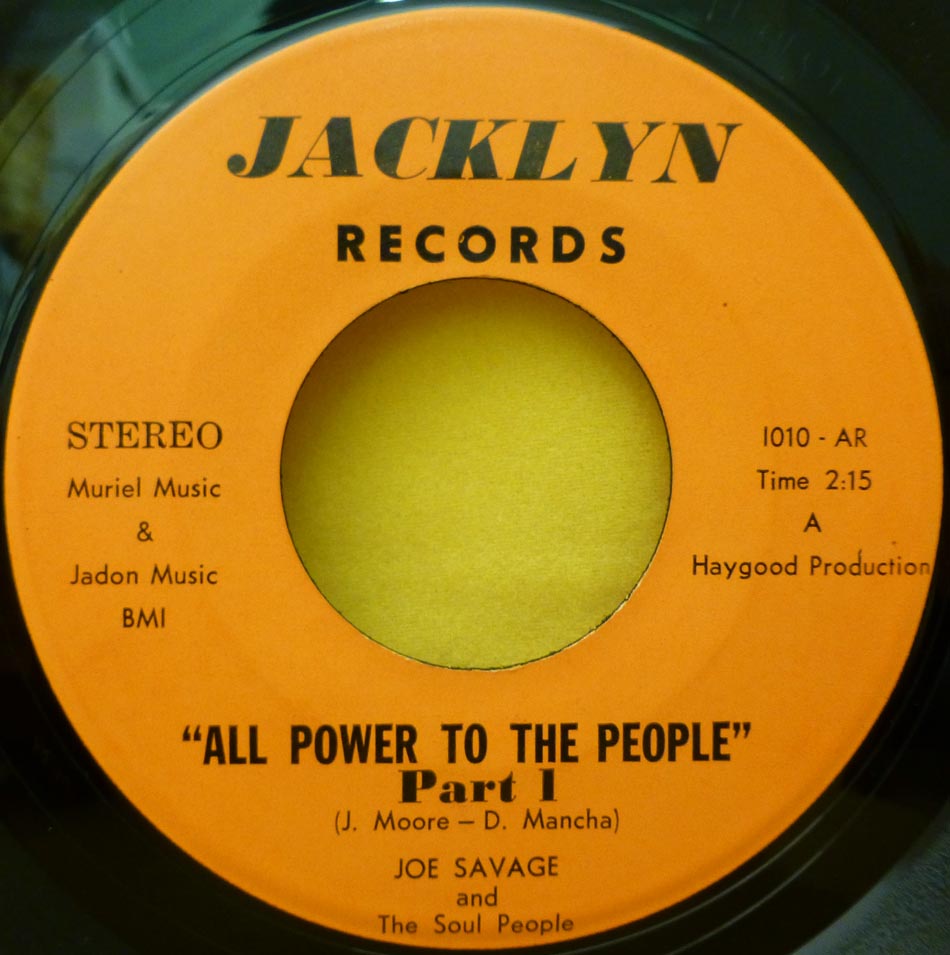 JACKLYN
RECORDS
STEREO
Muriel Music
&
Jadon Music
BMI
1010 - AR
Time 2:15
A
Haygood Production
“ALL POWER TO THE PEOPLE”
Part 1
(J. Moore – D. Mancha)
JOE SAVAGE
and
The Soul People